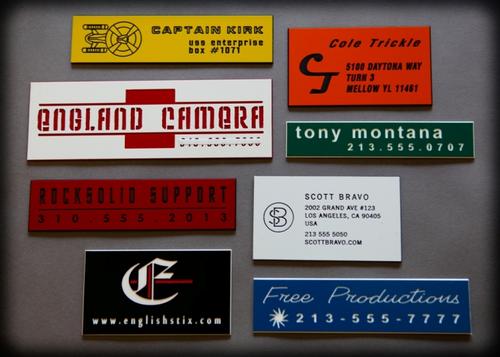 CAPTAIN KIRK
uss enterprise
box #1071
Cole Trickle
CT
5100 DAYTONA WAY
TURN 3
MELLOW YL 11461
ENGLAND CAMERA
tony montana
213.555.0707
ROCKSOLID SUPPORT
310.555.2013
SCOTT BRAVO
SB
2002 GRAND AVE #123
LOS ANGELES, CA 90405
USA
213 555 5050
SCOTTBRAVO.COM
www.englishstix.com
Free Productions
213-555-7777